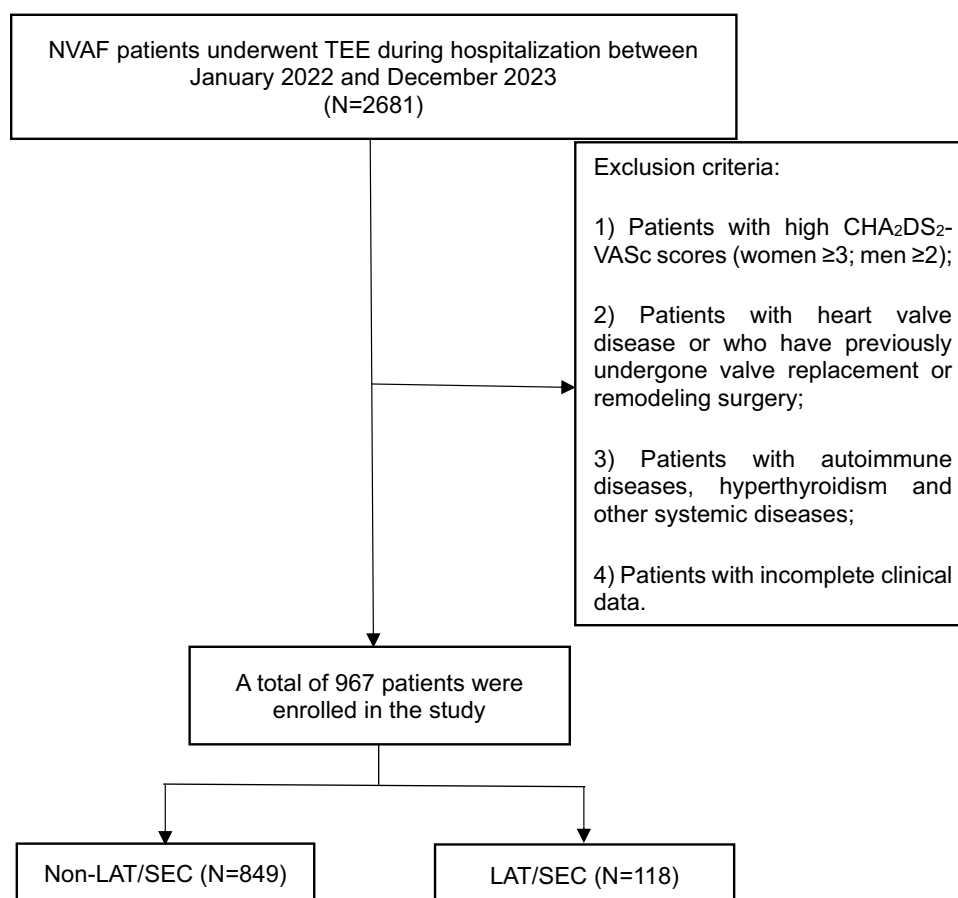 NVAF patients underwent TEE during hospitalization between
January 2022 and December 2023
(N=2681)
Exclusion criteria:
1) Patients with high CHA₂DS₂-
VASc scores (women ≥3; men ≥2);
2) Patients with heart valve
disease or who have previously
undergone valve replacement or
remodeling surgery;
3) Patients with autoimmune
diseases, hyperthyroidism and
other systemic diseases;
4) Patients with incomplete clinical
data.
A total of 967 patients were
enrolled in the study
Non-LAT/SEC (N=849)
LAT/SEC (N=118)